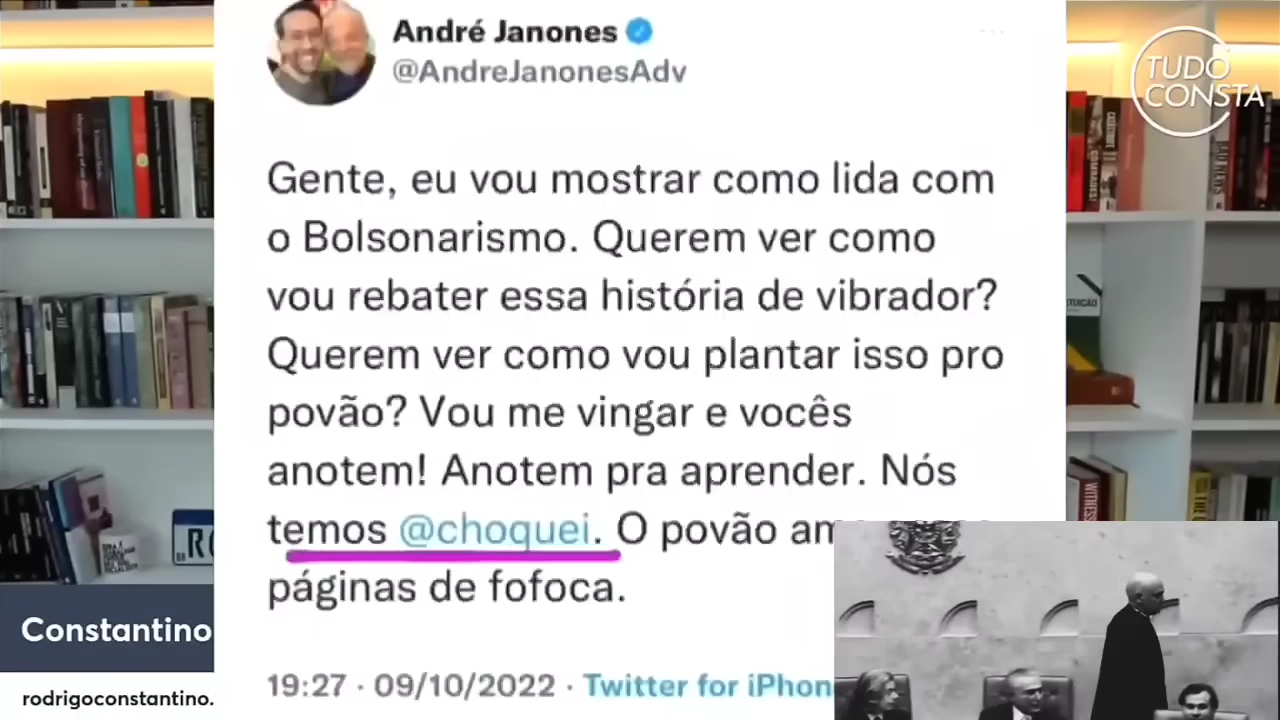 André Janones
@AndreJanonesAdv
TUDO
CONSTA
Gente, eu vou mostrar como lida com
o Bolsonarismo. Querem ver como
vou rebater essa história de vibrador?
Querem ver como vou plantar isso pro
povão? Vou me vingar e vocês
anotem! Anotem pra aprender. Nós
temos @choquei. O povão
páginas de fofoca.
19:27 · 09/10/2022 · Twitter for iPhon
Constantino
rodrigoconstantino.